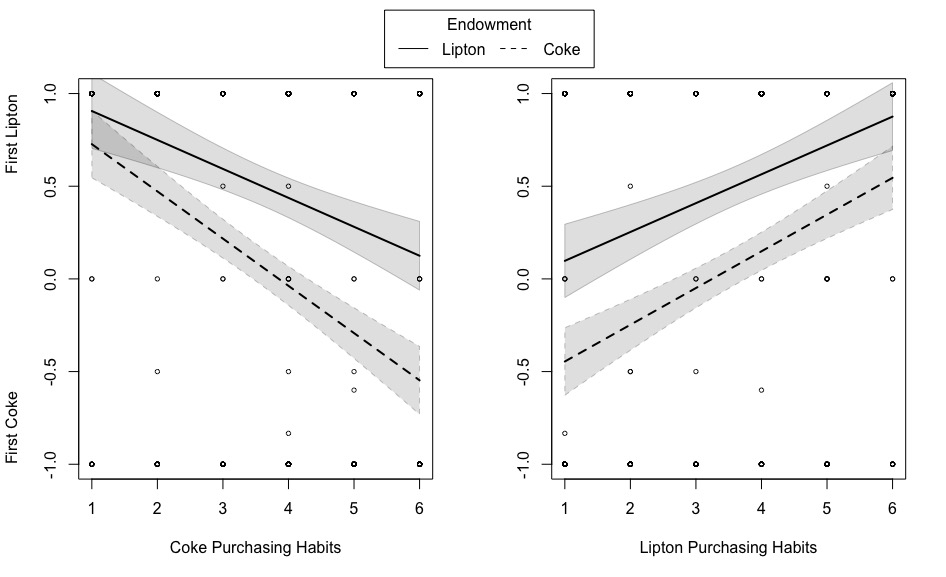 Endowment
Lipton Coke
First Lipton
First Coke
1.0
0.5
0.0
-0.5
-1.0
1 2 3 4 5 6
Coke Purchasing Habits
1.0
0.5
0.0
-0.5
-1.0
1 2 3 4 5 6
Lipton Purchasing Habits